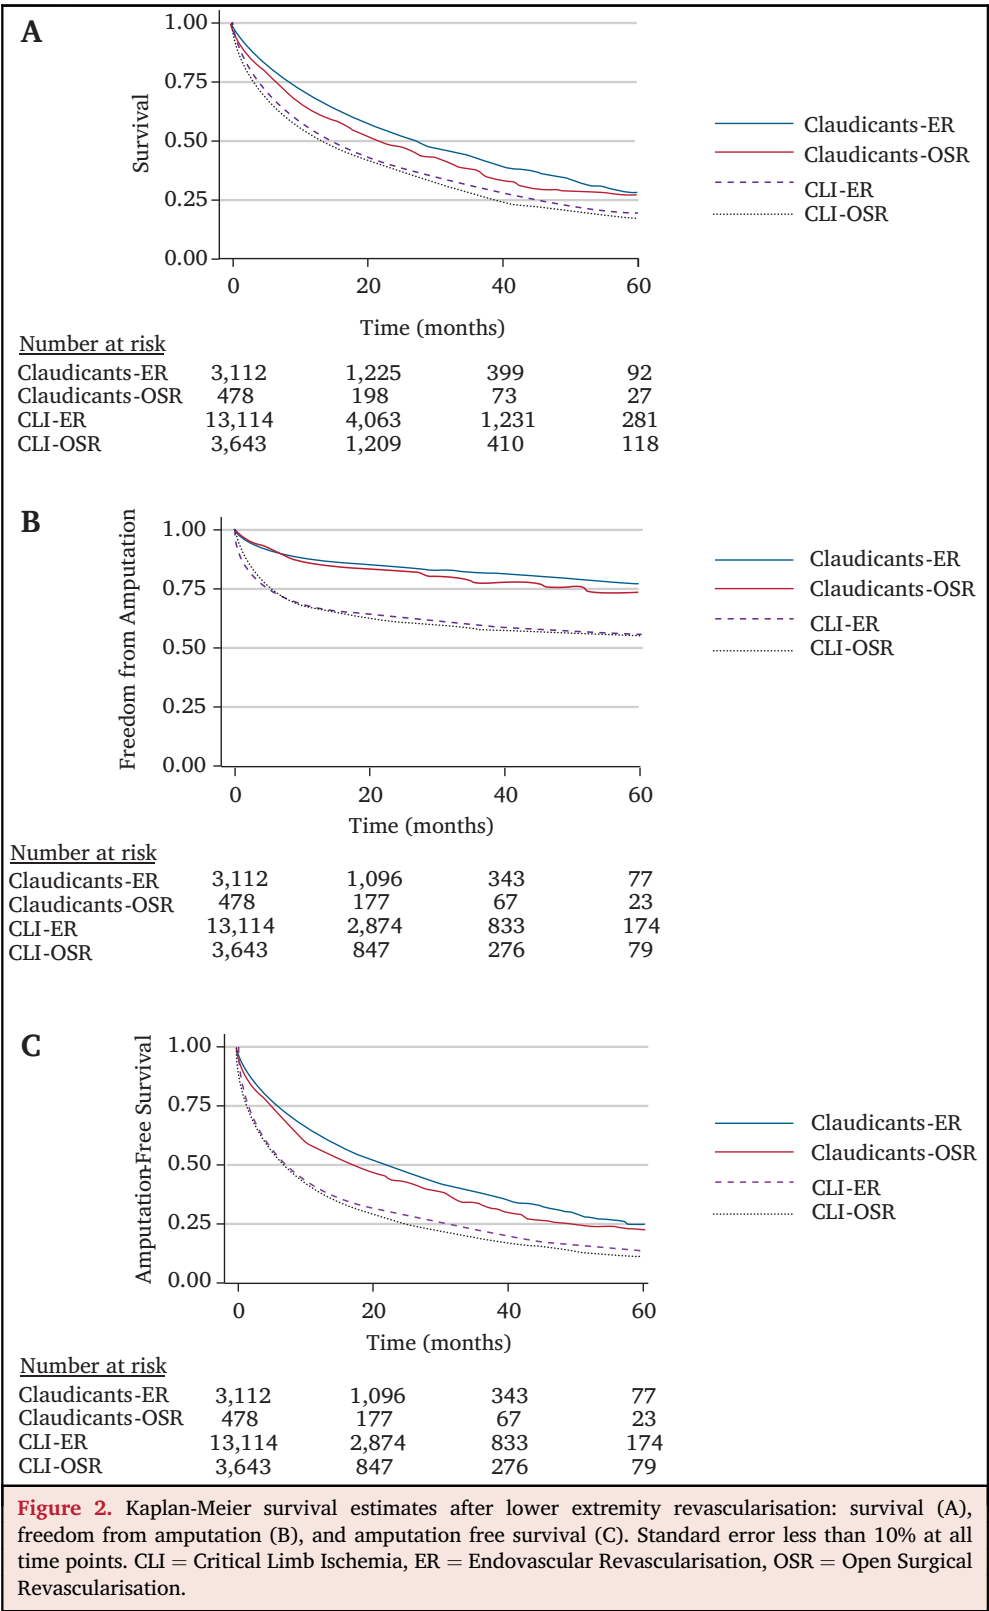 A
Survival
1.00
0.75
0.50
0.25
0.00
0 20 40 60
Time (months)
Claudicants-ER
Claudicants-OSR
CLI-ER
CLI-OSR
Number at risk
Claudicants-ER 3,112 1,225 399 92
Claudicants-OSR 478 198 73 27
CLI-ER 13,114 4,063 1,231 281
CLI-OSR 3,643 1,209 410 118
B
Freedom from Amputation
1.00
0.75
0.50
0.25
0.00
0 20 40 60
Time (months)
Claudicants-ER
Claudicants-OSR
CLI-ER
CLI-OSR
Number at risk
Claudicants-ER 3,112 1,096 343 77
Claudicants-OSR 478 177 67 23
CLI-ER 13,114 2,874 833 174
CLI-OSR 3,643 847 276 79
C
Amputation-Free Survival
1.00
0.75
0.50
0.25
0.00
0 20 40 60
Time (months)
Claudicants-ER
Claudicants-OSR
CLI-ER
CLI-OSR
Number at risk
Claudicants-ER 3,112 1,096 343 77
Claudicants-OSR 478 177 67 23
CLI-ER 13,114 2,874 833 174
CLI-OSR 3,643 847 276 79
Figure 2. Kaplan-Meier survival estimates after lower extremity revascularisation: survival (A),
freedom from amputation (B), and amputation free survival (C). Standard error less than 10% at all
time points. CLI = Critical Limb Ischemia, ER = Endovascular Revascularisation, OSR = Open Surgical
Revascularisation.